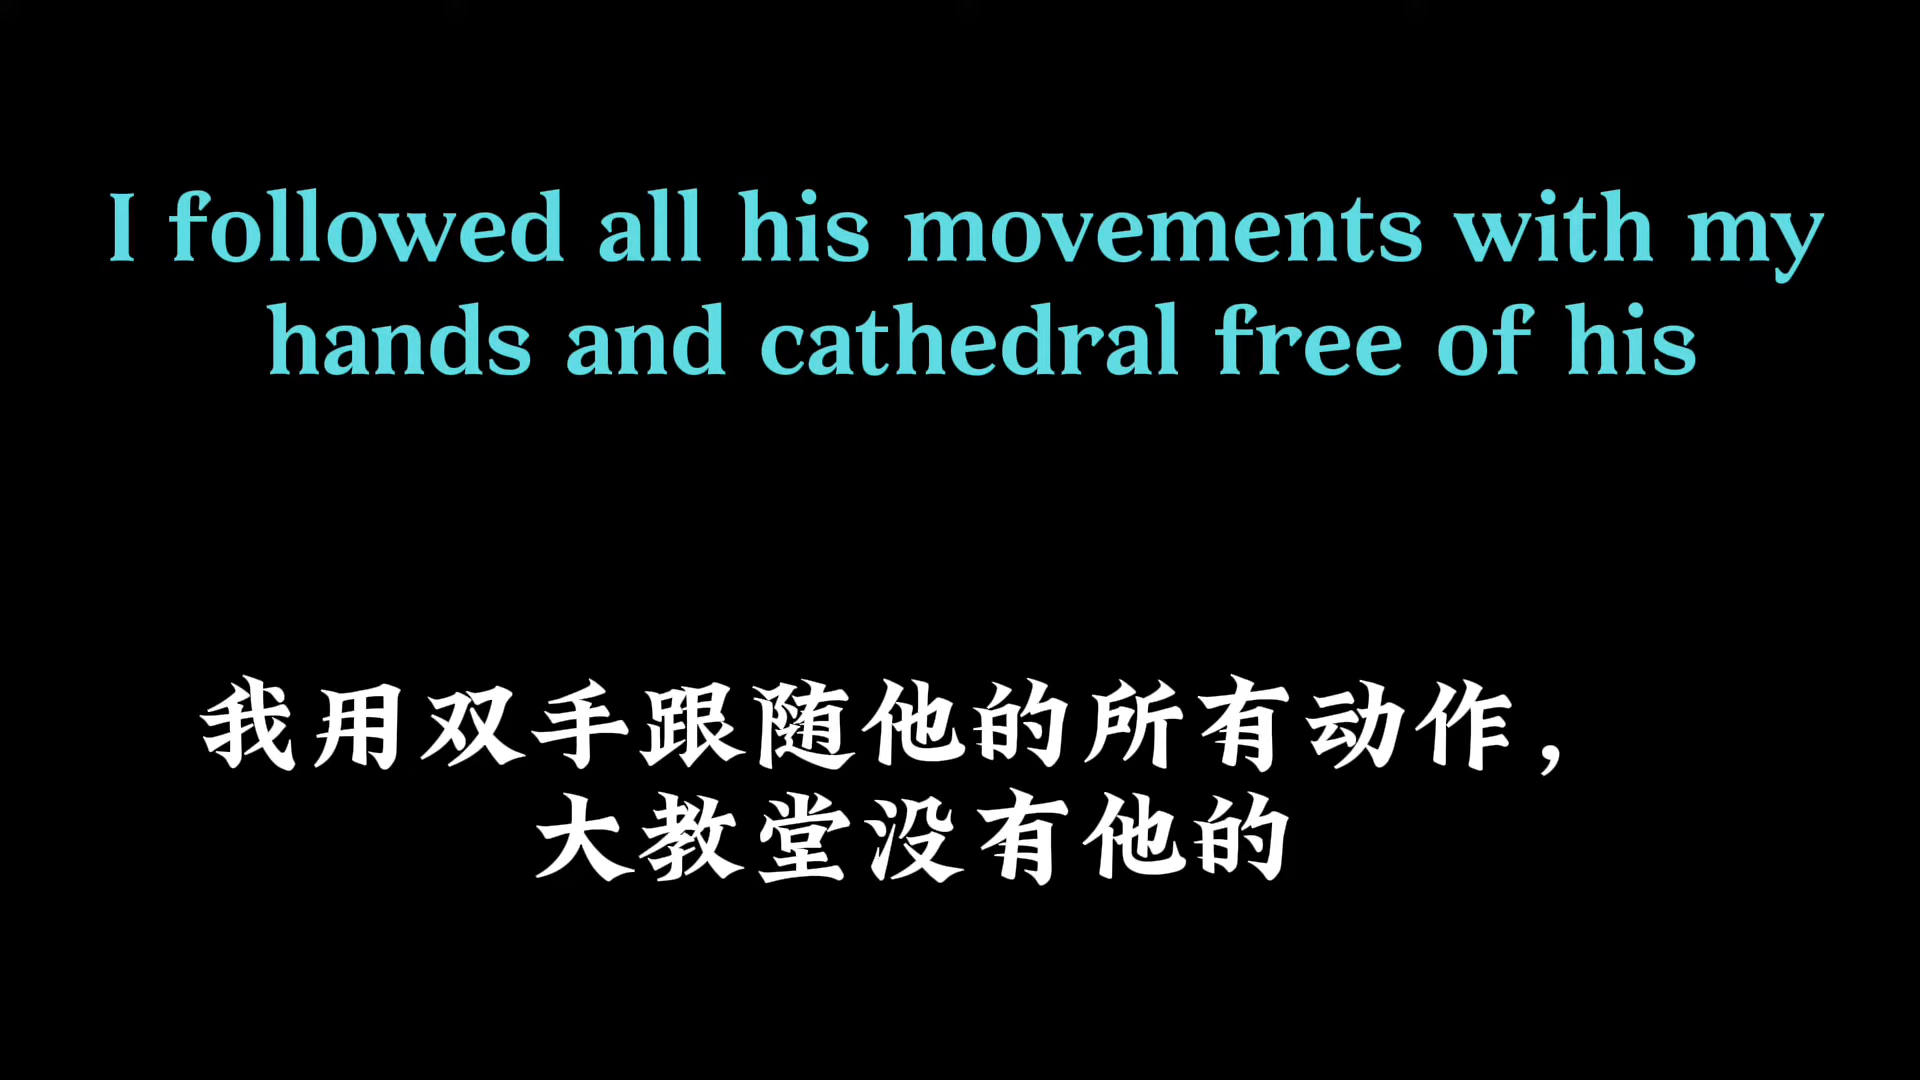 I followed all his movements with my
hands and cathedral free of his
我用双手跟随他的所有动作，
大教堂没有他的